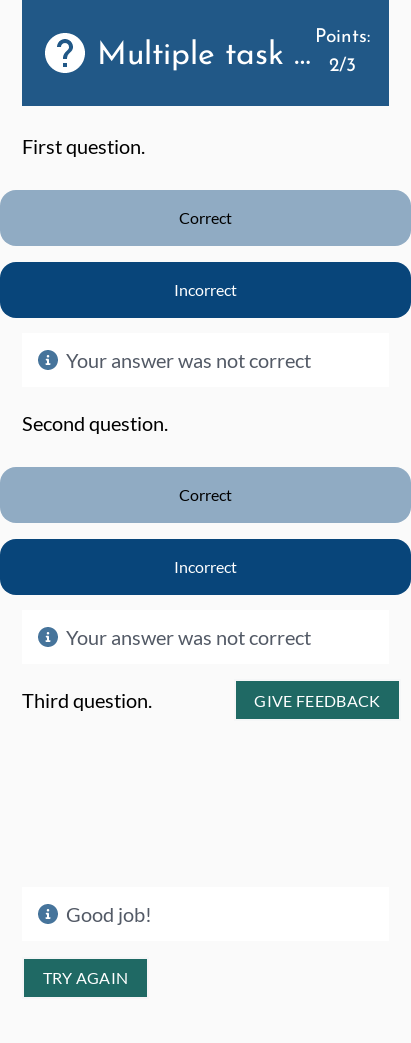 Multiple task ...
Points:
2/3
First question.
Correct
Incorrect
Your answer was not correct
Second question.
Correct
Incorrect
Your answer was not correct
Third question.
GIVE FEEDBACK
Good job!
TRY AGAIN